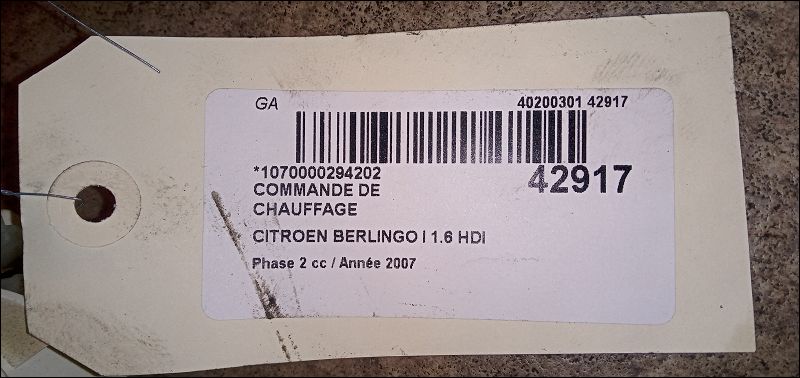 GA 40200301 42917
*1070000294202 42917
COMMANDE DE
CHAUFFAGE
CITROEN BERLINGO I 1.6 HDI
Phase 2 cc / Année 2007